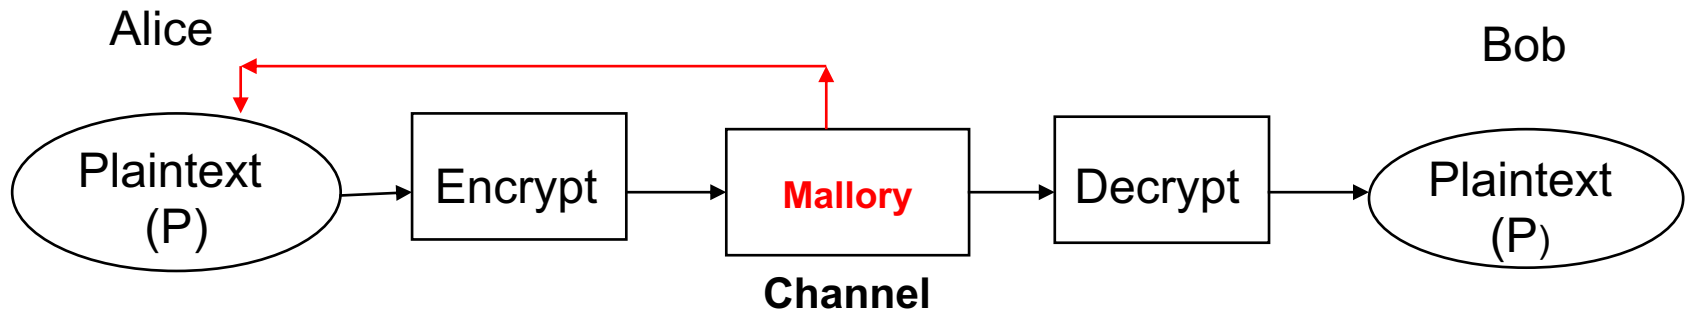 Alice
Bob
Plaintext
(P)
Encrypt
Mallory
Decrypt
Plaintext
(P)
Channel